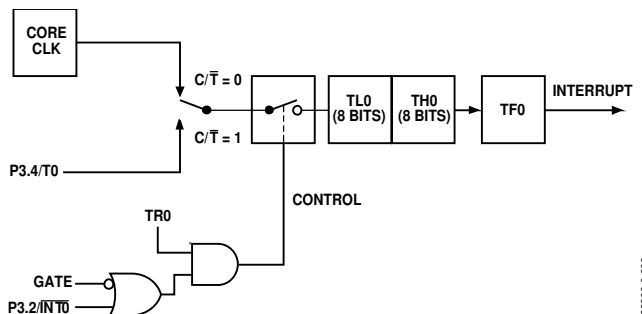 CORE
CLK
C/T̅ = 0
C/T̅ = 1
P3.4/T0
TL0
(8 BITS)
TH0
(8 BITS)
TF0
INTERRUPT
CONTROL
TR0
GATE
P3.2/I̅N̅T̅0̅